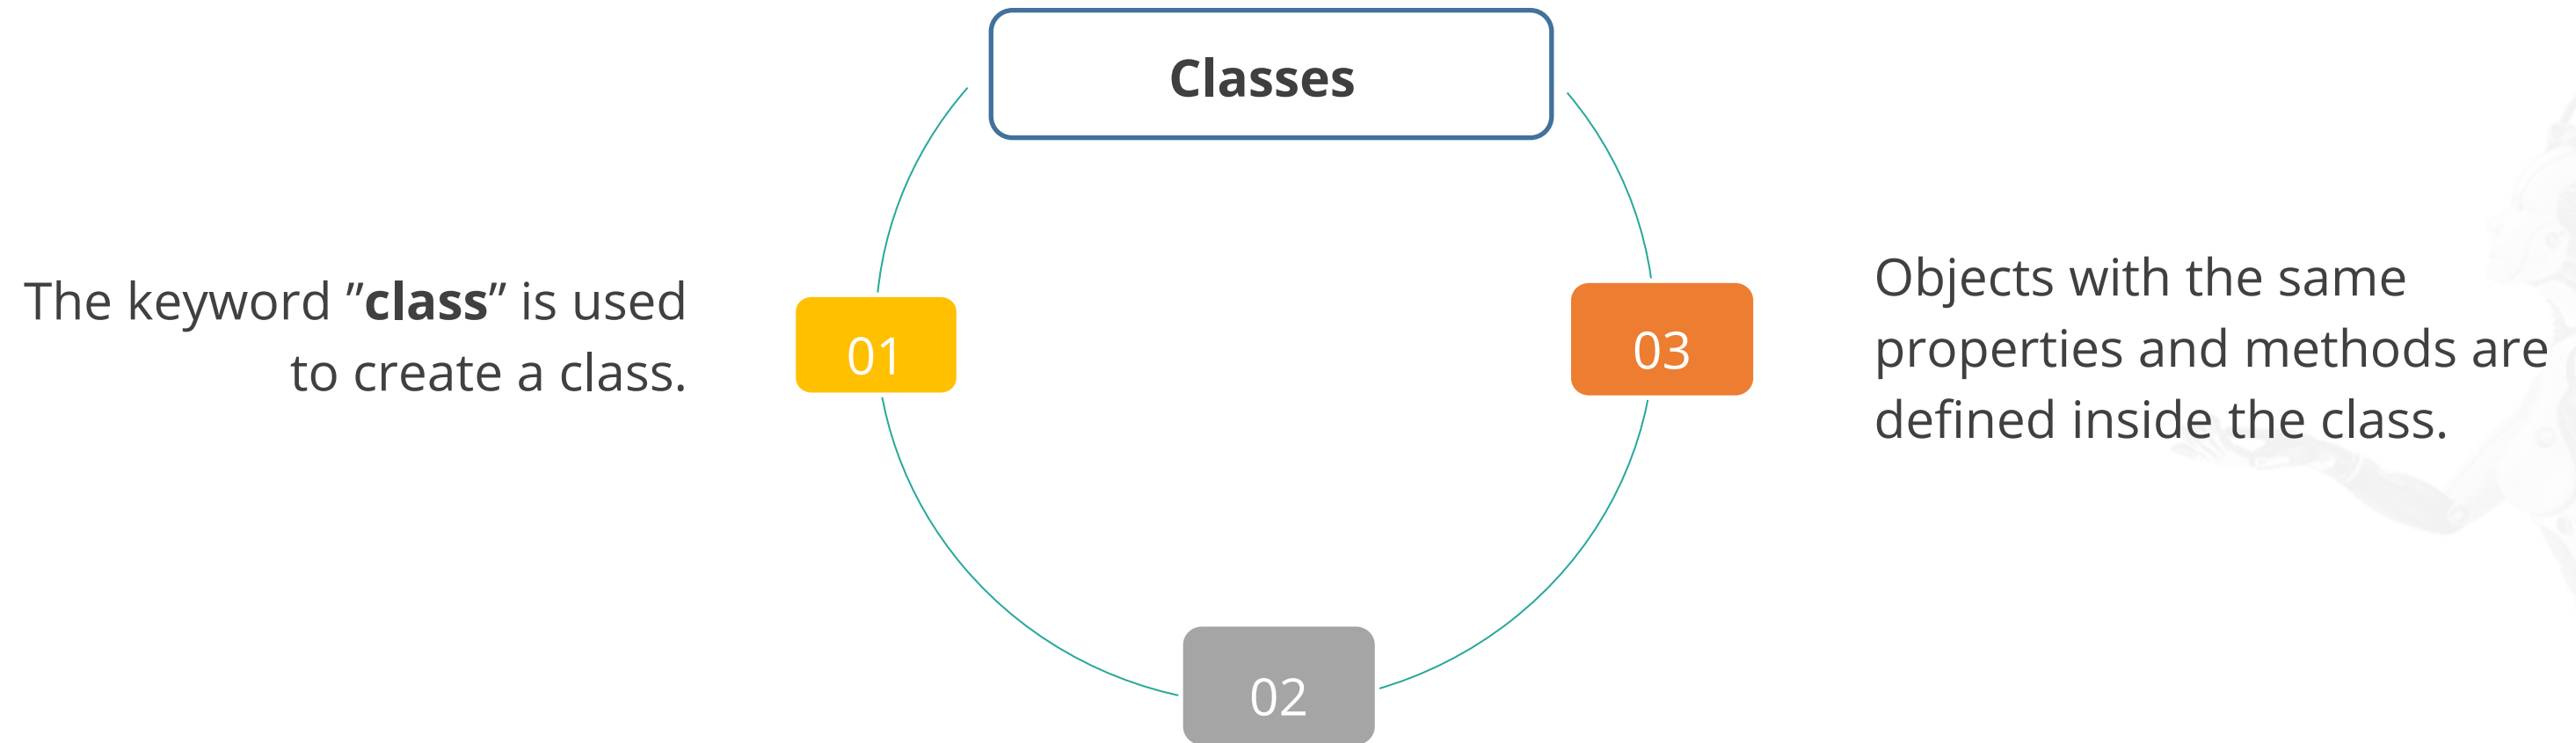 Classes
The keyword ”class” is used
to create a class.
01
02
03
Objects with the same
properties and methods are
defined inside the class.